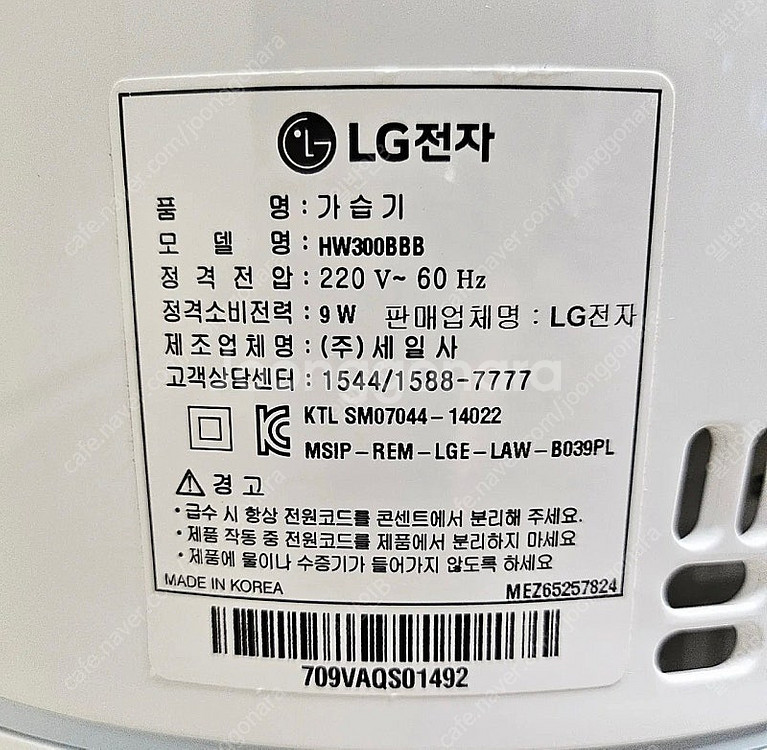 LG전자
품 명 : 가습기
모 델 명 : HW300BBB
정 격 전 압 : 220 V~ 60 Hz
정격소비전력 : 9 W 판매업체명 : LG전자
제조업체명 : (주) 세일사
고객상담센터 : 1544/1588-7777
KTL SM07044-14022
MSIP-REM-LGE-LAW-B039PL
경 고
• 급수 시 항상 전원코드를 콘센트에서 분리해 주세요.
• 제품 작동 중 전원코드를 제품에서 분리하지 마세요
• 제품에 물이나 수증기가 들어가지 않도록 하세요
MADE IN KOREA MEZ65257824
709VAQS01492
joonggonara
cafe.naver.com/joonggonara